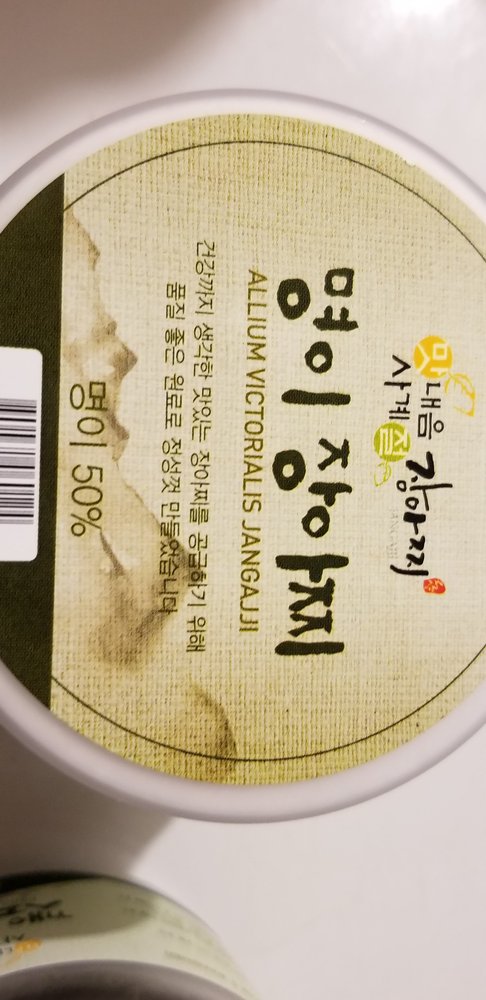 맛내음
사계절 장아찌
명이 장아찌
ALLIUM VICTORIALIS JANGAJJI
건강까지 생각한 맛있는 장아찌를 공급하기 위해
품질 좋은 원료로 정성껏 만들었습니다
명이 50%